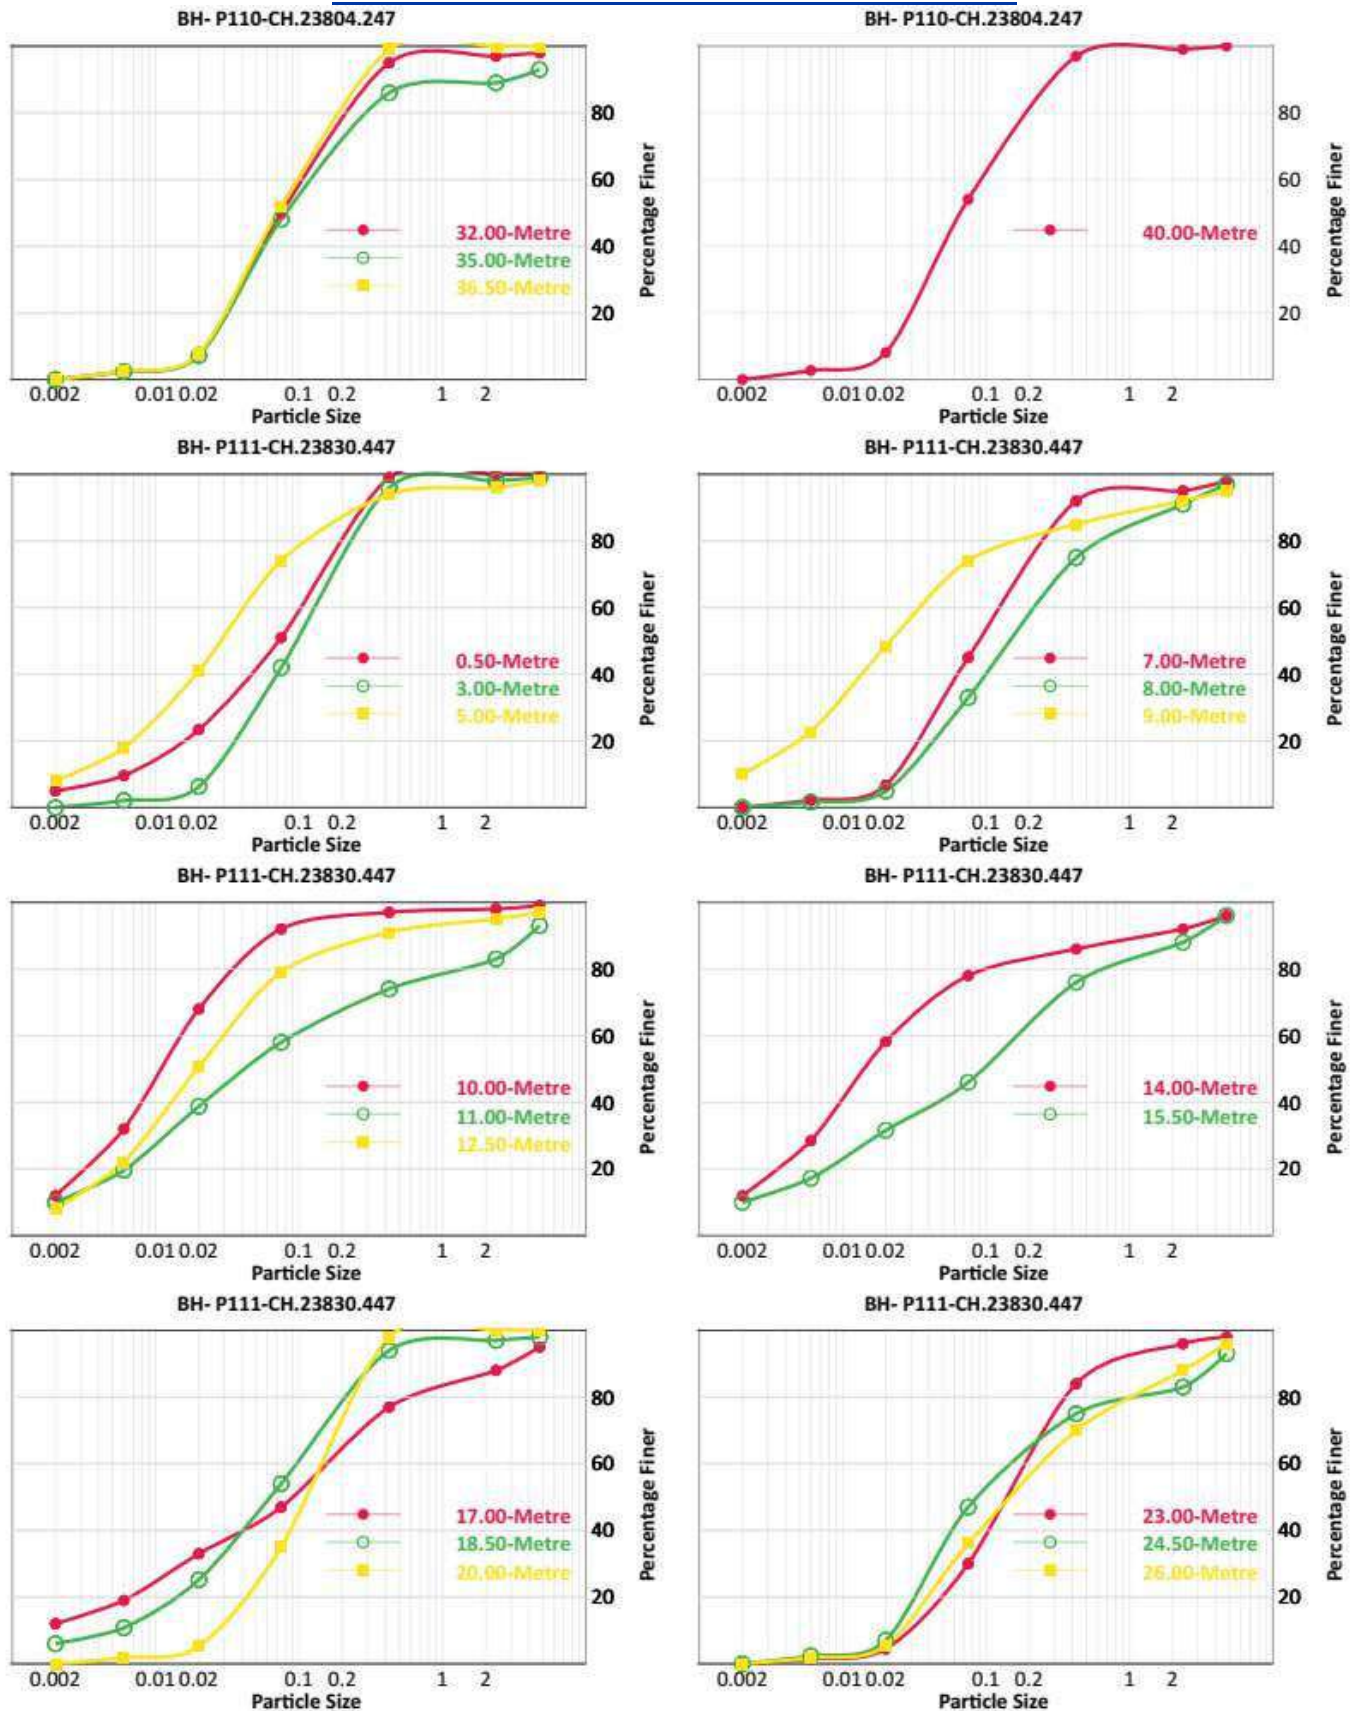 BH- P110-CH.23804.247
80
60
40
20
Percentage Finer
32.00-Metre
35.00-Metre
36.50-Metre
0.002 0.01 0.02 0.1 0.2 1 2
Particle Size
BH- P110-CH.23804.247
80
60
40
20
Percentage Finer
40.00-Metre
0.002 0.01 0.02 0.1 0.2 1 2
Particle Size
BH- P111-CH.23830.447
80
60
40
20
Percentage Finer
0.50-Metre
3.00-Metre
5.00-Metre
0.002 0.01 0.02 0.1 0.2 1 2
Particle Size
BH- P111-CH.23830.447
80
60
40
20
Percentage Finer
7.00-Metre
8.00-Metre
9.00-Metre
0.002 0.01 0.02 0.1 0.2 1 2
Particle Size
BH- P111-CH.23830.447
80
60
40
20
Percentage Finer
10.00-Metre
11.00-Metre
12.50-Metre
0.002 0.01 0.02 0.1 0.2 1 2
Particle Size
BH- P111-CH.23830.447
80
60
40
20
Percentage Finer
14.00-Metre
15.50-Metre
0.002 0.01 0.02 0.1 0.2 1 2
Particle Size
BH- P111-CH.23830.447
80
60
40
20
Percentage Finer
17.00-Metre
18.50-Metre
20.00-Metre
0.002 0.01 0.02 0.1 0.2 1 2
Particle Size
BH- P111-CH.23830.447
80
60
40
20
Percentage Finer
23.00-Metre
24.50-Metre
26.00-Metre
0.002 0.01 0.02 0.1 0.2 1 2
Particle Size